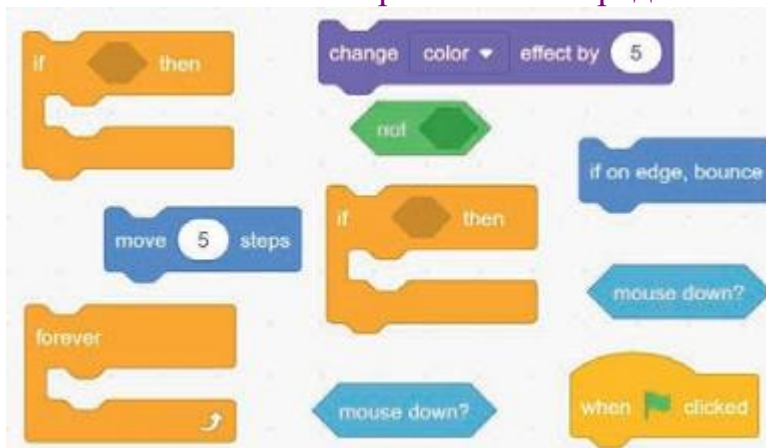 if then
change color effect by 5
not
if on edge, bounce
if then
move 5 steps
mouse down?
forever
mouse down?
when clicked